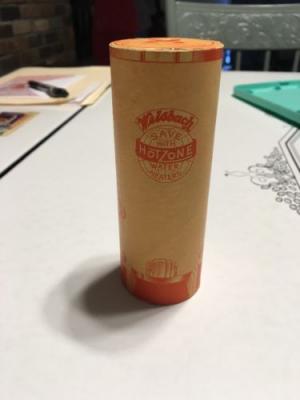 Welsbach
SAVE
WITH
HOTZONE
WATER
HEATERS